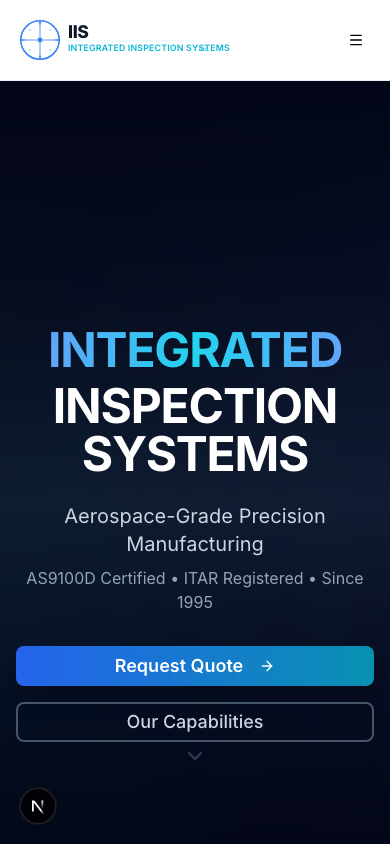 IIS
INTEGRATED INSPECTION SYSTEMS
INTEGRATED
INSPECTION
SYSTEMS
Aerospace-Grade Precision
Manufacturing
AS9100D Certified • ITAR Registered • Since
1995
Request Quote →
Our Capabilities
N